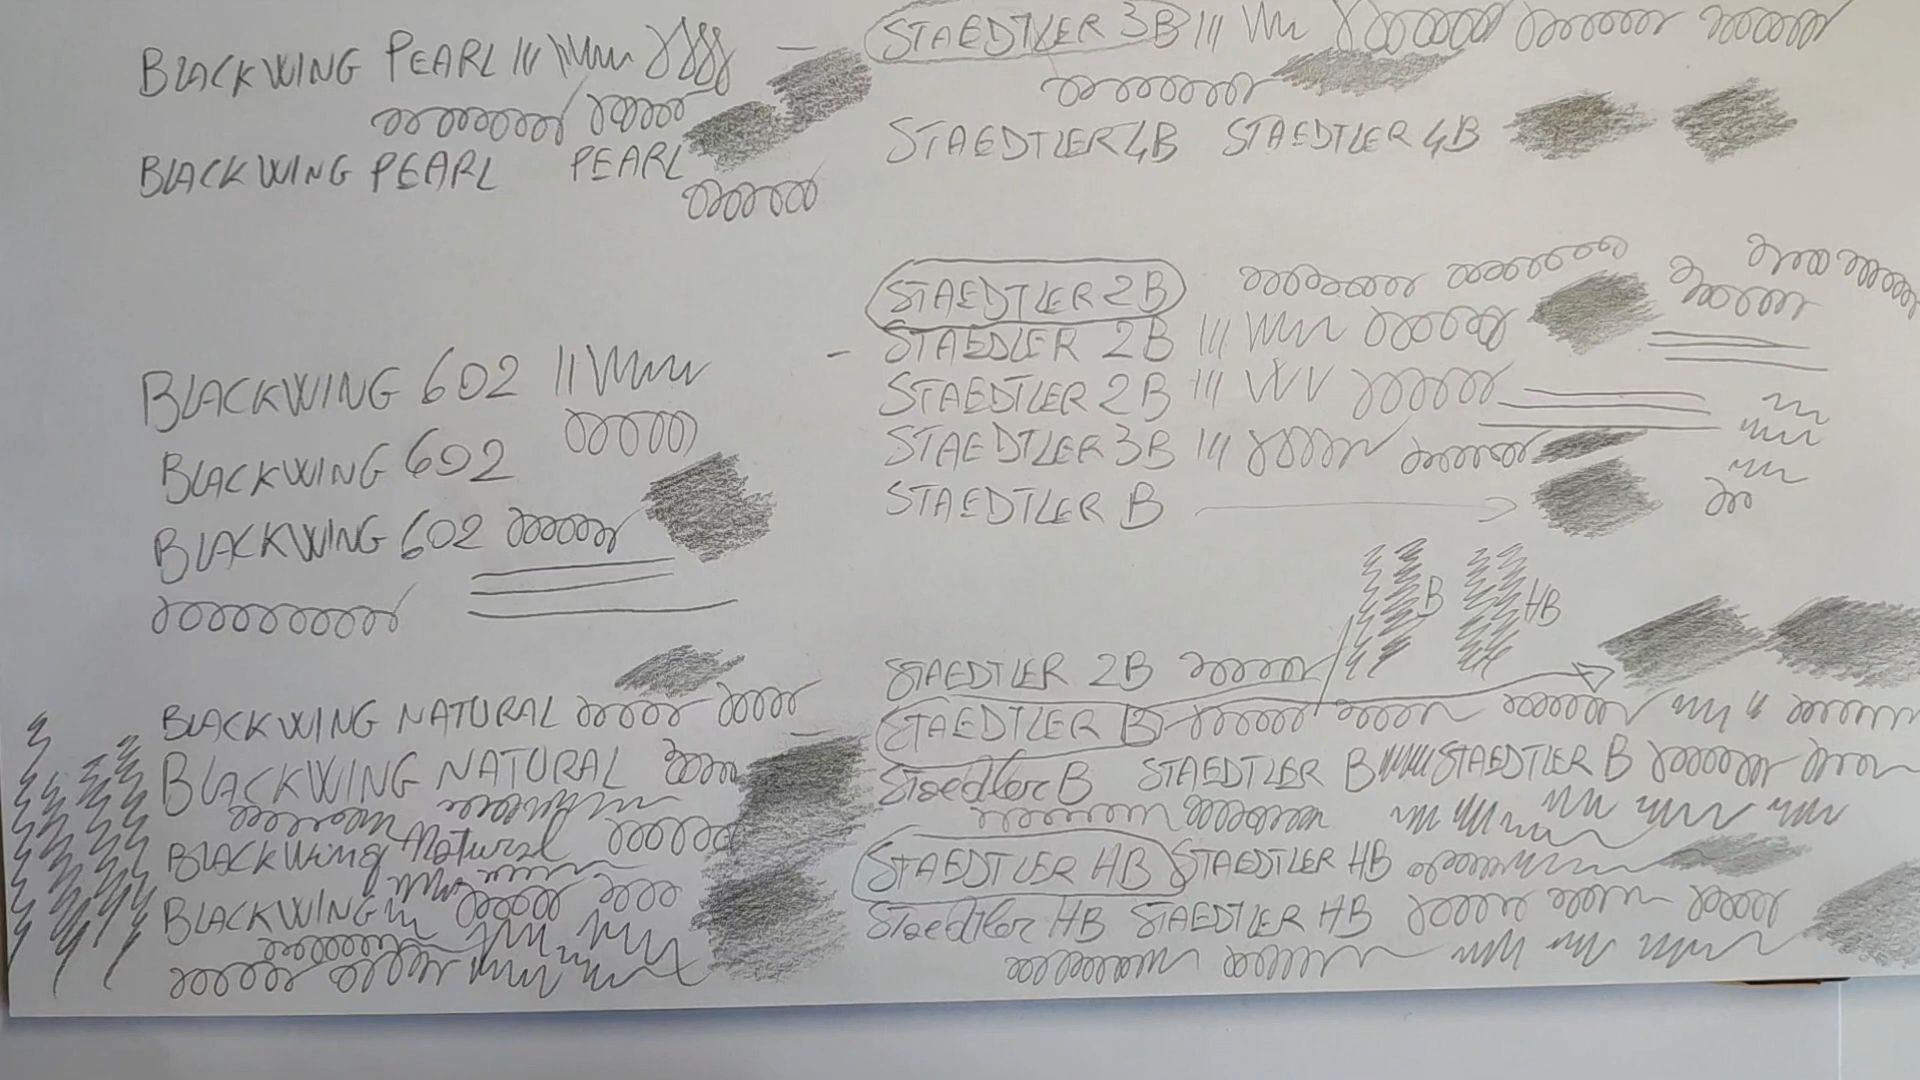 BLACKWING PEARL
BLACKWING PEARL PEARL
BLACKWING 602
BLACKWING 602
BLACKWING 602
BLACKWING NATURAL
BLACKWING NATURAL
BLACKWing Natural
BLACKWING
STAEDTLER 3B
STAEDTLER 4B STAEDTLER 4B
STAEDTLER 2B
STAEDLER 2B
STAEDTLER 2B
STAEDTLER 3B
STAEDTLER B
B HB
STAEDTLER 2B
STAEDTLER B
Staedtler B STAEDTLER B STAEDTLER B
STAEDTLER HB STAEDTLER HB
Staedtler HB STAEDTLER HB